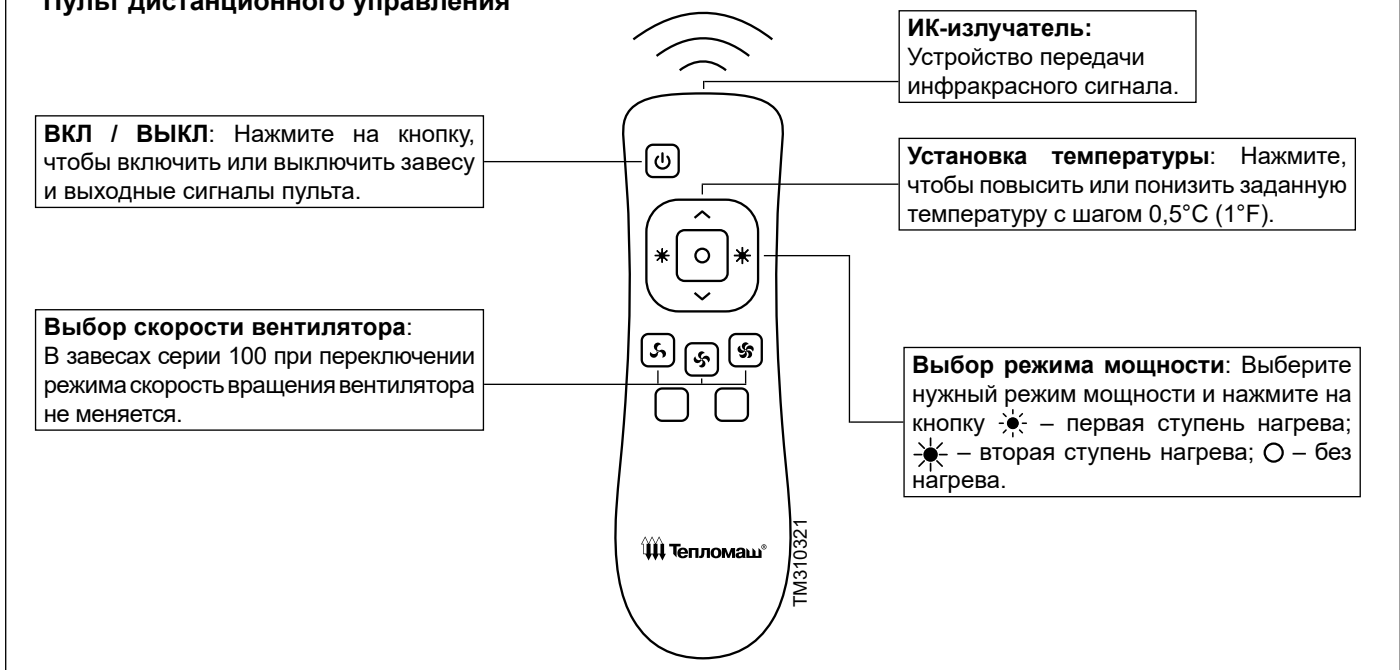 Пульт дистанционного управления
ИК-излучатель:
Устройство передачи
инфракрасного сигнала.
ВКЛ / ВЫКЛ: Нажмите на кнопку,
чтобы включить или выключить завесу
и выходные сигналы пульта.
Установка температуры: Нажмите,
чтобы повысить или понизить заданную
температуру с шагом 0,5°C (1°F).
Выбор скорости вентилятора:
В завесах серии 100 при переключении
режима скорость вращения вентилятора
не меняется.
Выбор режима мощности: Выберите
нужный режим мощности и нажмите на
кнопку – первая ступень нагрева;
– вторая ступень нагрева; – без
нагрева.
Тепломаш®
TM310321